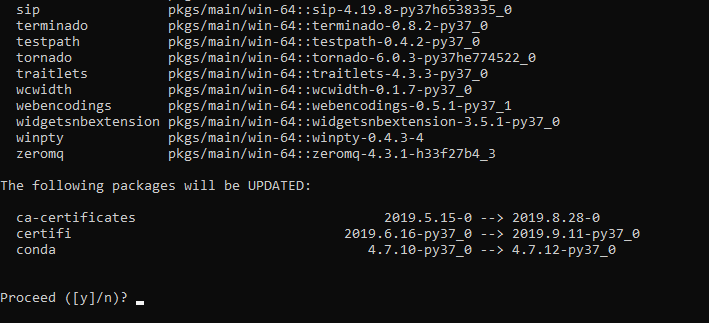 sip pkgs/main/win-64::sip-4.19.8-py37h6538335_0
terminado pkgs/main/win-64::terminado-0.8.2-py37_0
testpath pkgs/main/win-64::testpath-0.4.2-py37_0
tornado pkgs/main/win-64::tornado-6.0.3-py37he774522_0
traitlets pkgs/main/win-64::traitlets-4.3.3-py37_0
wcwidth pkgs/main/win-64::wcwidth-0.1.7-py37_0
webencodings pkgs/main/win-64::webencodings-0.5.1-py37_1
widgetsnbextension pkgs/main/win-64::widgetsnbextension-3.5.1-py37_0
winpty pkgs/main/win-64::winpty-0.4.3-4
zeromq pkgs/main/win-64::zeromq-4.3.1-h33f27b4_3
The following packages will be UPDATED:
ca-certificates 2019.5.15-0 --> 2019.8.28-0
certifi 2019.6.16-py37_0 --> 2019.9.11-py37_0
conda 4.7.10-py37_0 --> 4.7.12-py37_0
Proceed ([y]/n)?